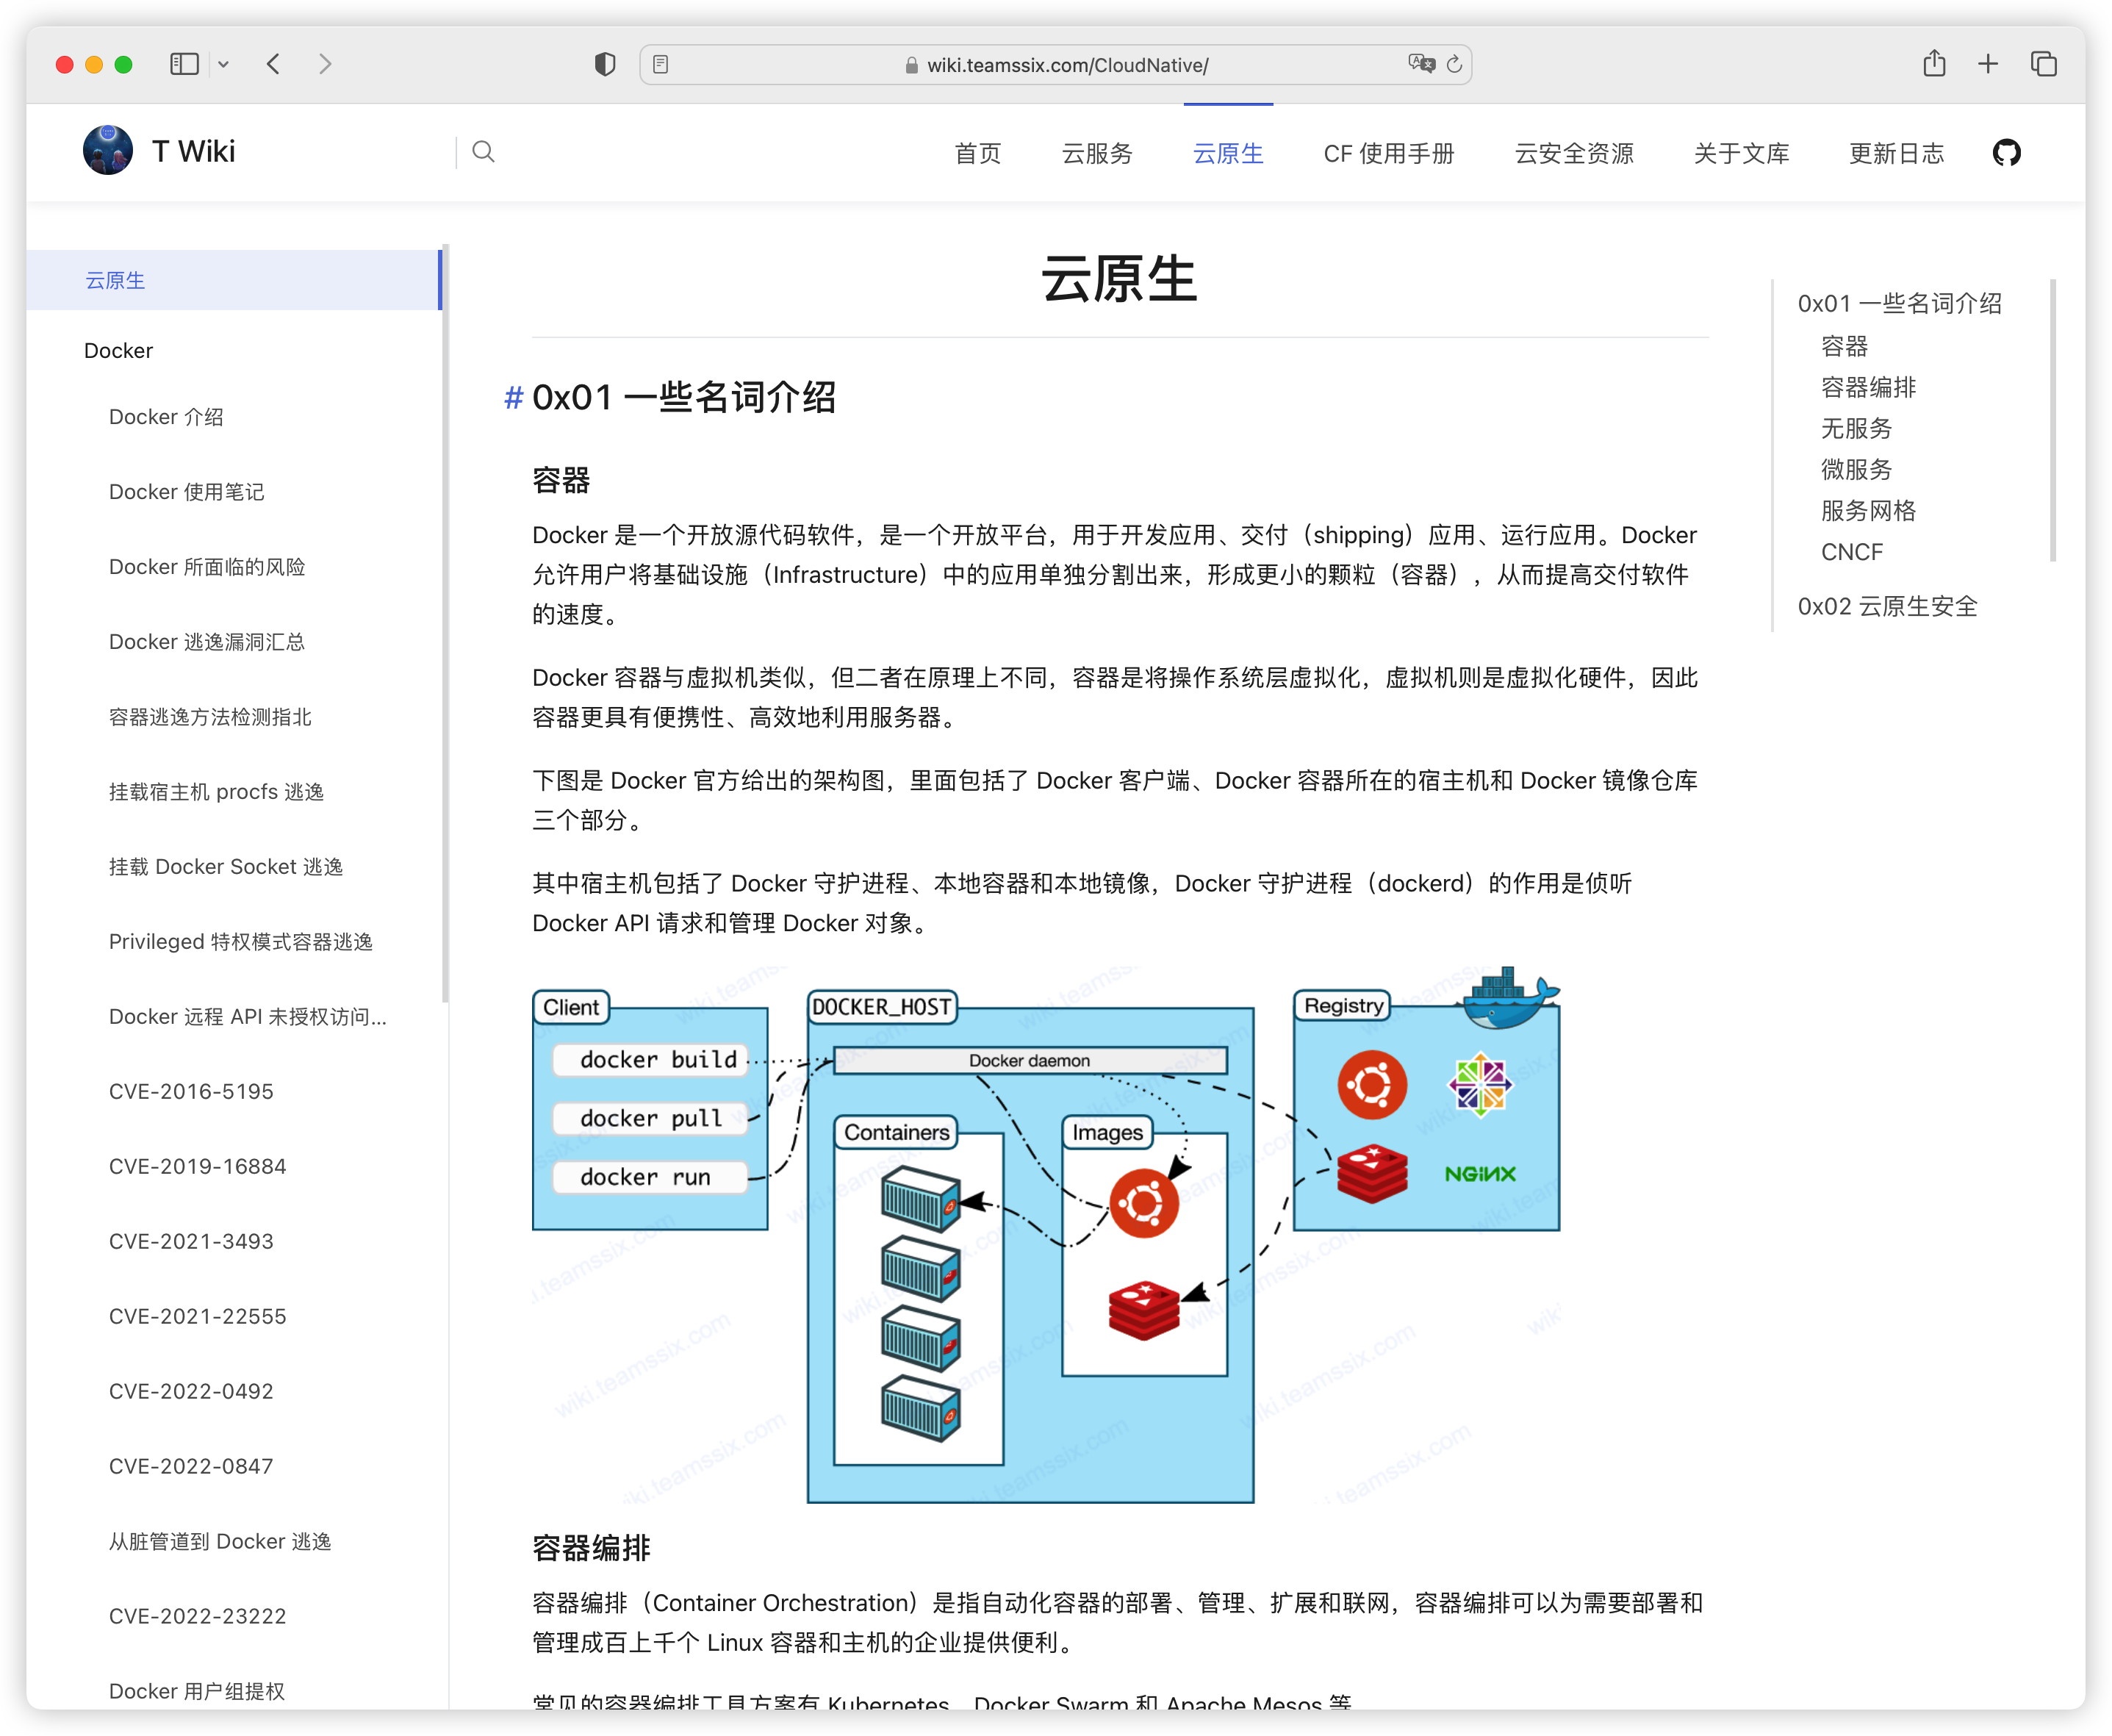 wiki.teamssix.com/CloudNative/
T Wiki
首页
云服务
云原生
CF 使用手册
云安全资源
关于文库
更新日志
云原生
Docker
Docker 介绍
Docker 使用笔记
Docker 所面临的风险
Docker 逃逸漏洞汇总
容器逃逸方法检测指北
挂载宿主机 procfs 逃逸
挂载 Docker Socket 逃逸
Privileged 特权模式容器逃逸
Docker 远程 API 未授权访问...
CVE-2016-5195
CVE-2019-16884
CVE-2021-3493
CVE-2021-22555
CVE-2022-0492
CVE-2022-0847
从脏管道到 Docker 逃逸
CVE-2022-23222
Docker 用户组提权
云原生
# 0x01 一些名词介绍
容器
Docker 是一个开放源代码软件，是一个开放平台，用于开发应用、交付（shipping）应用、运行应用。Docker
允许用户将基础设施（Infrastructure）中的应用单独分割出来，形成更小的颗粒（容器），从而提高交付软件
的速度。
Docker 容器与虚拟机类似，但二者在原理上不同，容器是将操作系统层虚拟化，虚拟机则是虚拟化硬件，因此
容器更具有便携性、高效地利用服务器。
下图是 Docker 官方给出的架构图，里面包括了 Docker 客户端、Docker 容器所在的宿主机和 Docker 镜像仓库
三个部分。
其中宿主机包括了 Docker 守护进程、本地容器和本地镜像，Docker 守护进程（dockerd）的作用是侦听
Docker API 请求和管理 Docker 对象。
Client
docker build
docker pull
docker run
DOCKER_HOST
Docker daemon
Containers
Images
Registry
NGINX
wiki.teamssix.com
wiki.teamssix.com
容器编排
容器编排（Container Orchestration）是指自动化容器的部署、管理、扩展和联网，容器编排可以为需要部署和
管理成百上千个 Linux 容器和主机的企业提供便利。
常见的容器编排工具方案有 Kubernetes、Docker Swarm 和 Apache Mesos 等
0x01 一些名词介绍
容器
容器编排
无服务
微服务
服务网格
CNCF
0x02 云原生安全